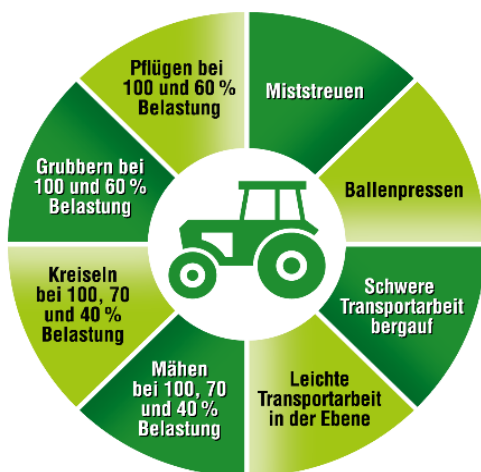 Pflügen bei
100 und 60 %
Belastung
Miststreuen
Ballenpressen
Schwere
Transportarbeit
bergauf
Leichte
Transportarbeit
in der Ebene
Mähen
bei 100, 70
und 40 %
Belastung
Kreiseln
bei 100, 70
und 40 %
Belastung
Grubbern bei
100 und 60 %
Belastung